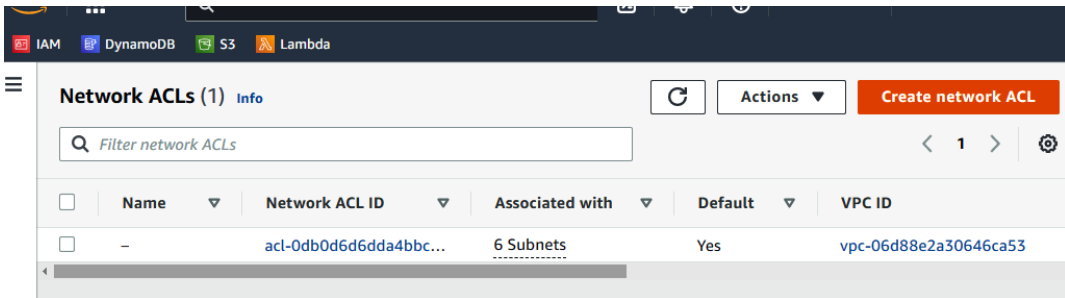 IAM DynamoDB S3 Lambda
Network ACLs (1) Info
Actions Create network ACL
Filter network ACLs
1
Name Network ACL ID Associated with Default VPC ID
– acl-0db0d6d6dda4bbc... 6 Subnets Yes vpc-06d88e2a30646ca53